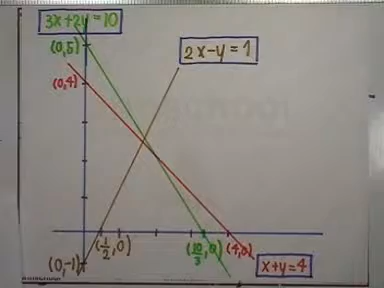 3x+2y=10
(0,5)
2x-y=1
(0,4)
(1/2,0)
(10/3,0)
(4,0)
(0,-1)
x+y=4